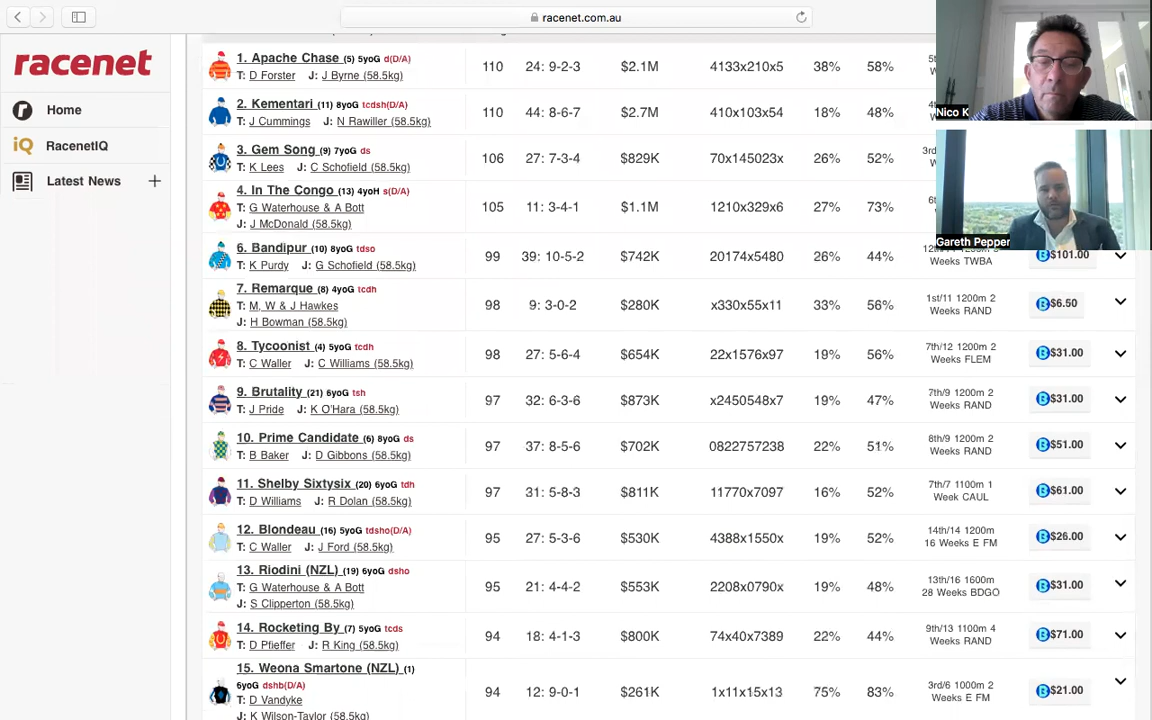 racenet.com.au
racenet
Home
RacenetIQ
Latest News
1. Apache Chase (5) 5yoG d(D/A)
T: D Forster J: J Byrne (58.5kg)
110 24: 9-2-3 $2.1M 4133x210x5 38% 58%
2. Kementari (11) 8yoG tcdsh(D/A)
T: J Cummings J: N Rawiller (58.5kg)
110 44: 8-6-7 $2.7M 410x103x54 18% 48%
3. Gem Song (9) 7yoG ds
T: K Lees J: C Schofield (58.5kg)
106 27: 7-3-4 $829K 70x145023x 26% 52%
4. In The Congo (13) 4yoH s(D/A)
T: G Waterhouse & A Bott
J: J McDonald (58.5kg)
105 11: 3-4-1 $1.1M 1210x329x6 27% 73%
6. Bandipur (10) 8yoG tdso
T: K Purdy J: G Schofield (58.5kg)
99 39: 10-5-2 $742K 20174x5480 26% 44%
Weeks TWBA
$101.00
7. Remarque (8) 4yoG tcdh
T: M, W & J Hawkes
J: H Bowman (58.5kg)
98 9: 3-0-2 $280K x330x55x11 33% 56%
1st/11 1200m 2
Weeks RAND
$6.50
8. Tycoonist (4) 5yoG tcdh
T: C Waller J: C Williams (58.5kg)
98 27: 5-6-4 $654K 22x1576x97 19% 56%
7th/12 1200m 2
Weeks FLEM
$31.00
9. Brutality (21) 6yoG tsh
T: J Pride J: K O'Hara (58.5kg)
97 32: 6-3-6 $873K x2450548x7 19% 47%
7th/9 1200m 2
Weeks RAND
$31.00
10. Prime Candidate (6) 8yoG ds
T: B Baker J: D Gibbons (58.5kg)
97 37: 8-5-6 $702K 0822757238 22% 51%
8th/9 1200m 2
Weeks RAND
$51.00
11. Shelby Sixtysix (20) 6yoG tdh
T: D Williams J: R Dolan (58.5kg)
97 31: 5-8-3 $811K 11770x7097 16% 52%
7th/7 1100m 1
Week CAUL
$61.00
12. Blondeau (16) 5yoG tdsho(D/A)
T: C Waller J: J Ford (58.5kg)
95 27: 5-3-6 $530K 4388x1550x 19% 52%
14th/14 1200m
16 Weeks E FM
$26.00
13. Riodini (NZL) (19) 6yoG dsho
T: G Waterhouse & A Bott
J: S Clipperton (58.5kg)
95 21: 4-4-2 $553K 2208x0790x 19% 48%
13th/16 1600m
28 Weeks BDGO
$31.00
14. Rocketing By (7) 5yoG tcds
T: D Pfieffer J: R King (58.5kg)
94 18: 4-1-3 $800K 74x40x7389 22% 44%
9th/13 1100m 4
Weeks RAND
$71.00
15. Weona Smartone (NZL) (1)
6yoG dshb(D/A)
T: D Vandyke
J: K Wilson-Taylor (58.5kg)
94 12: 9-0-1 $261K 1x11x15x13 75% 83%
3rd/6 1000m 2
Weeks E FM
$21.00
Nico K
Gareth Pepper